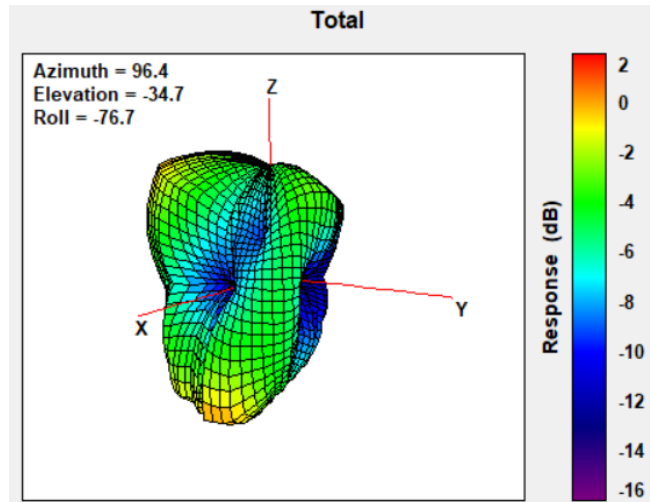 Total
Azimuth = 96.4
Elevation = -34.7
Roll = -76.7
Z
X
Y
Response (dB)
2
0
-2
-4
-6
-8
-10
-12
-14
-16